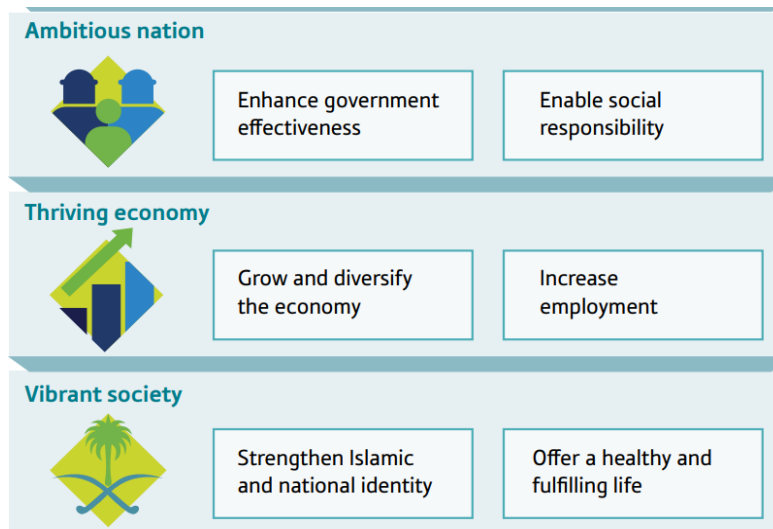 Ambitious nation
Enhance government
effectiveness
Enable social
responsibility
Thriving economy
Grow and diversify
the economy
Increase
employment
Vibrant society
Strengthen Islamic
and national identity
Offer a healthy and
fulfilling life